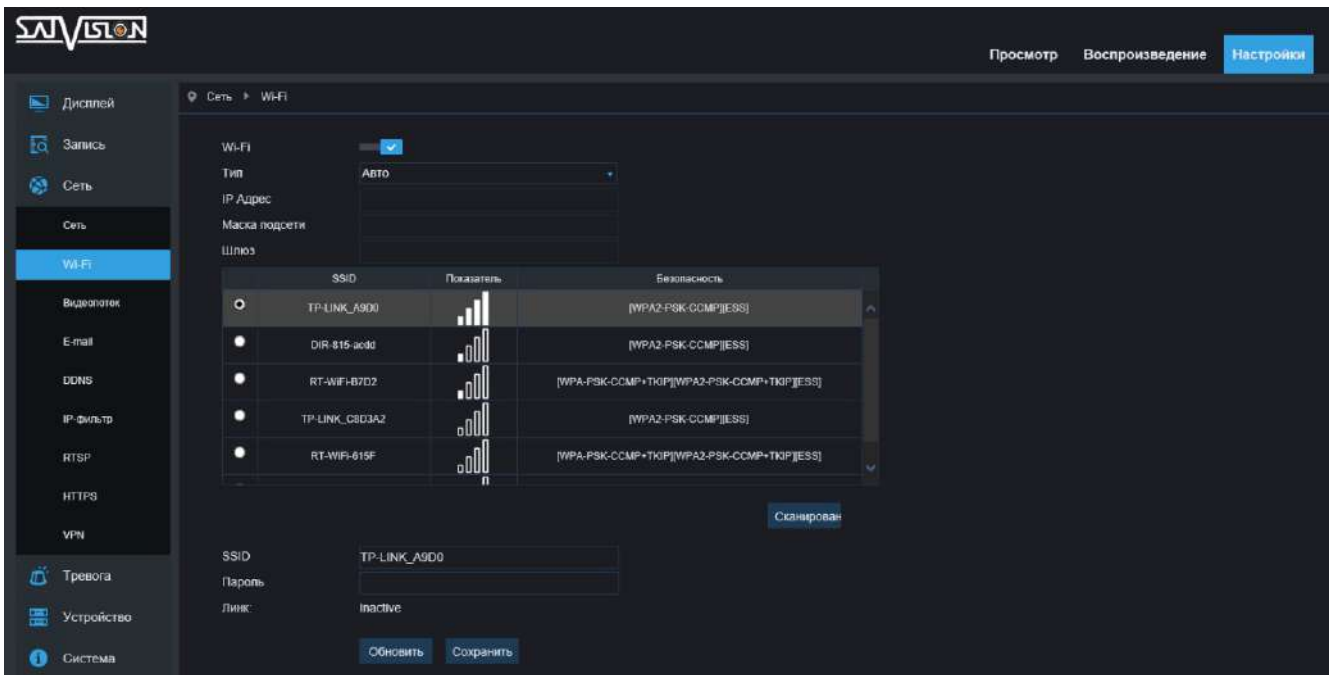 SATVISION
Просмотр Воспроизведение Настройки
Дисплей
Запись
Сеть
Сеть
Wi-Fi
Видеопоток
E-mail
DDNS
IP-фильтр
RTSP
HTTPS
VPN
Тревога
Устройство
Система
Сеть Wi-Fi
Wi-Fi
Тип Авто
IP Адрес
Маска подсети
Шлюз
SSID Показатель Безопасность
TP-LINK_A9D0 [WPA2-PSK-CCMP][ESS]
DIR-815-acdd [WPA2-PSK-CCMP][ESS]
RT-WiFi-B7D2 [WPA-PSK-CCMP+TKIP][WPA2-PSK-CCMP+TKIP][ESS]
TP-LINK_C8D3A2 [WPA2-PSK-CCMP][ESS]
RT-WiFi-615F [WPA-PSK-CCMP+TKIP][WPA2-PSK-CCMP+TKIP][ESS]
Сканирован
SSID TP-LINK_A9D0
Пароль
Линк: Inactive
Обновить Сохранить